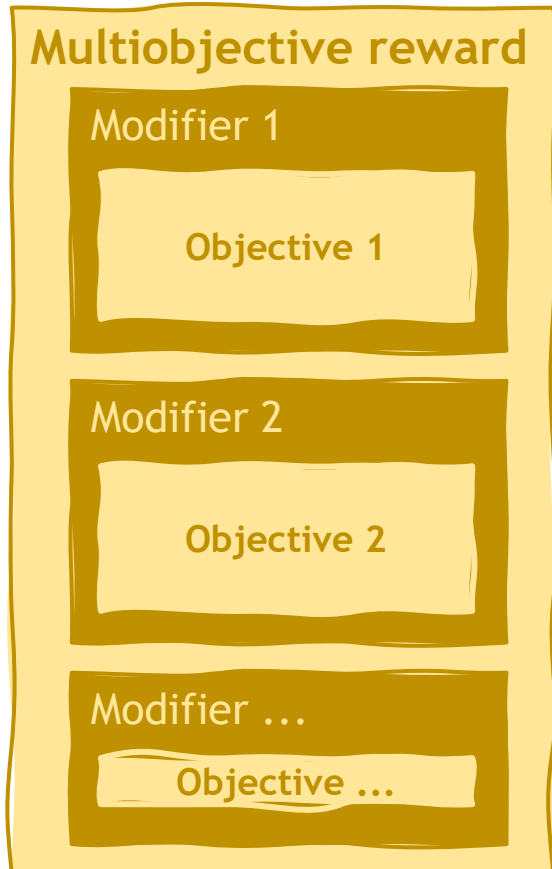 Multiobjective reward
Modifier 1
Objective 1
Modifier 2
Objective 2
Modifier ...
Objective ...